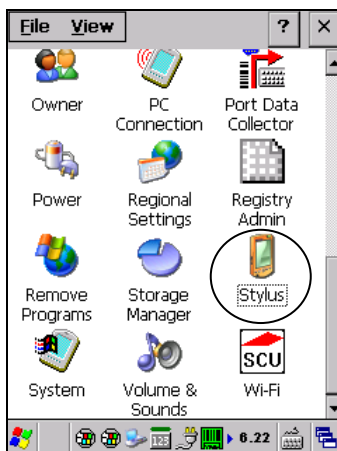 File View ? ×
Owner PC Connection Port Data Collector
Power Regional Settings Registry Admin
Remove Programs Storage Manager Stylus
SCU
System Volume & Sounds Wi-Fi
123 6.22